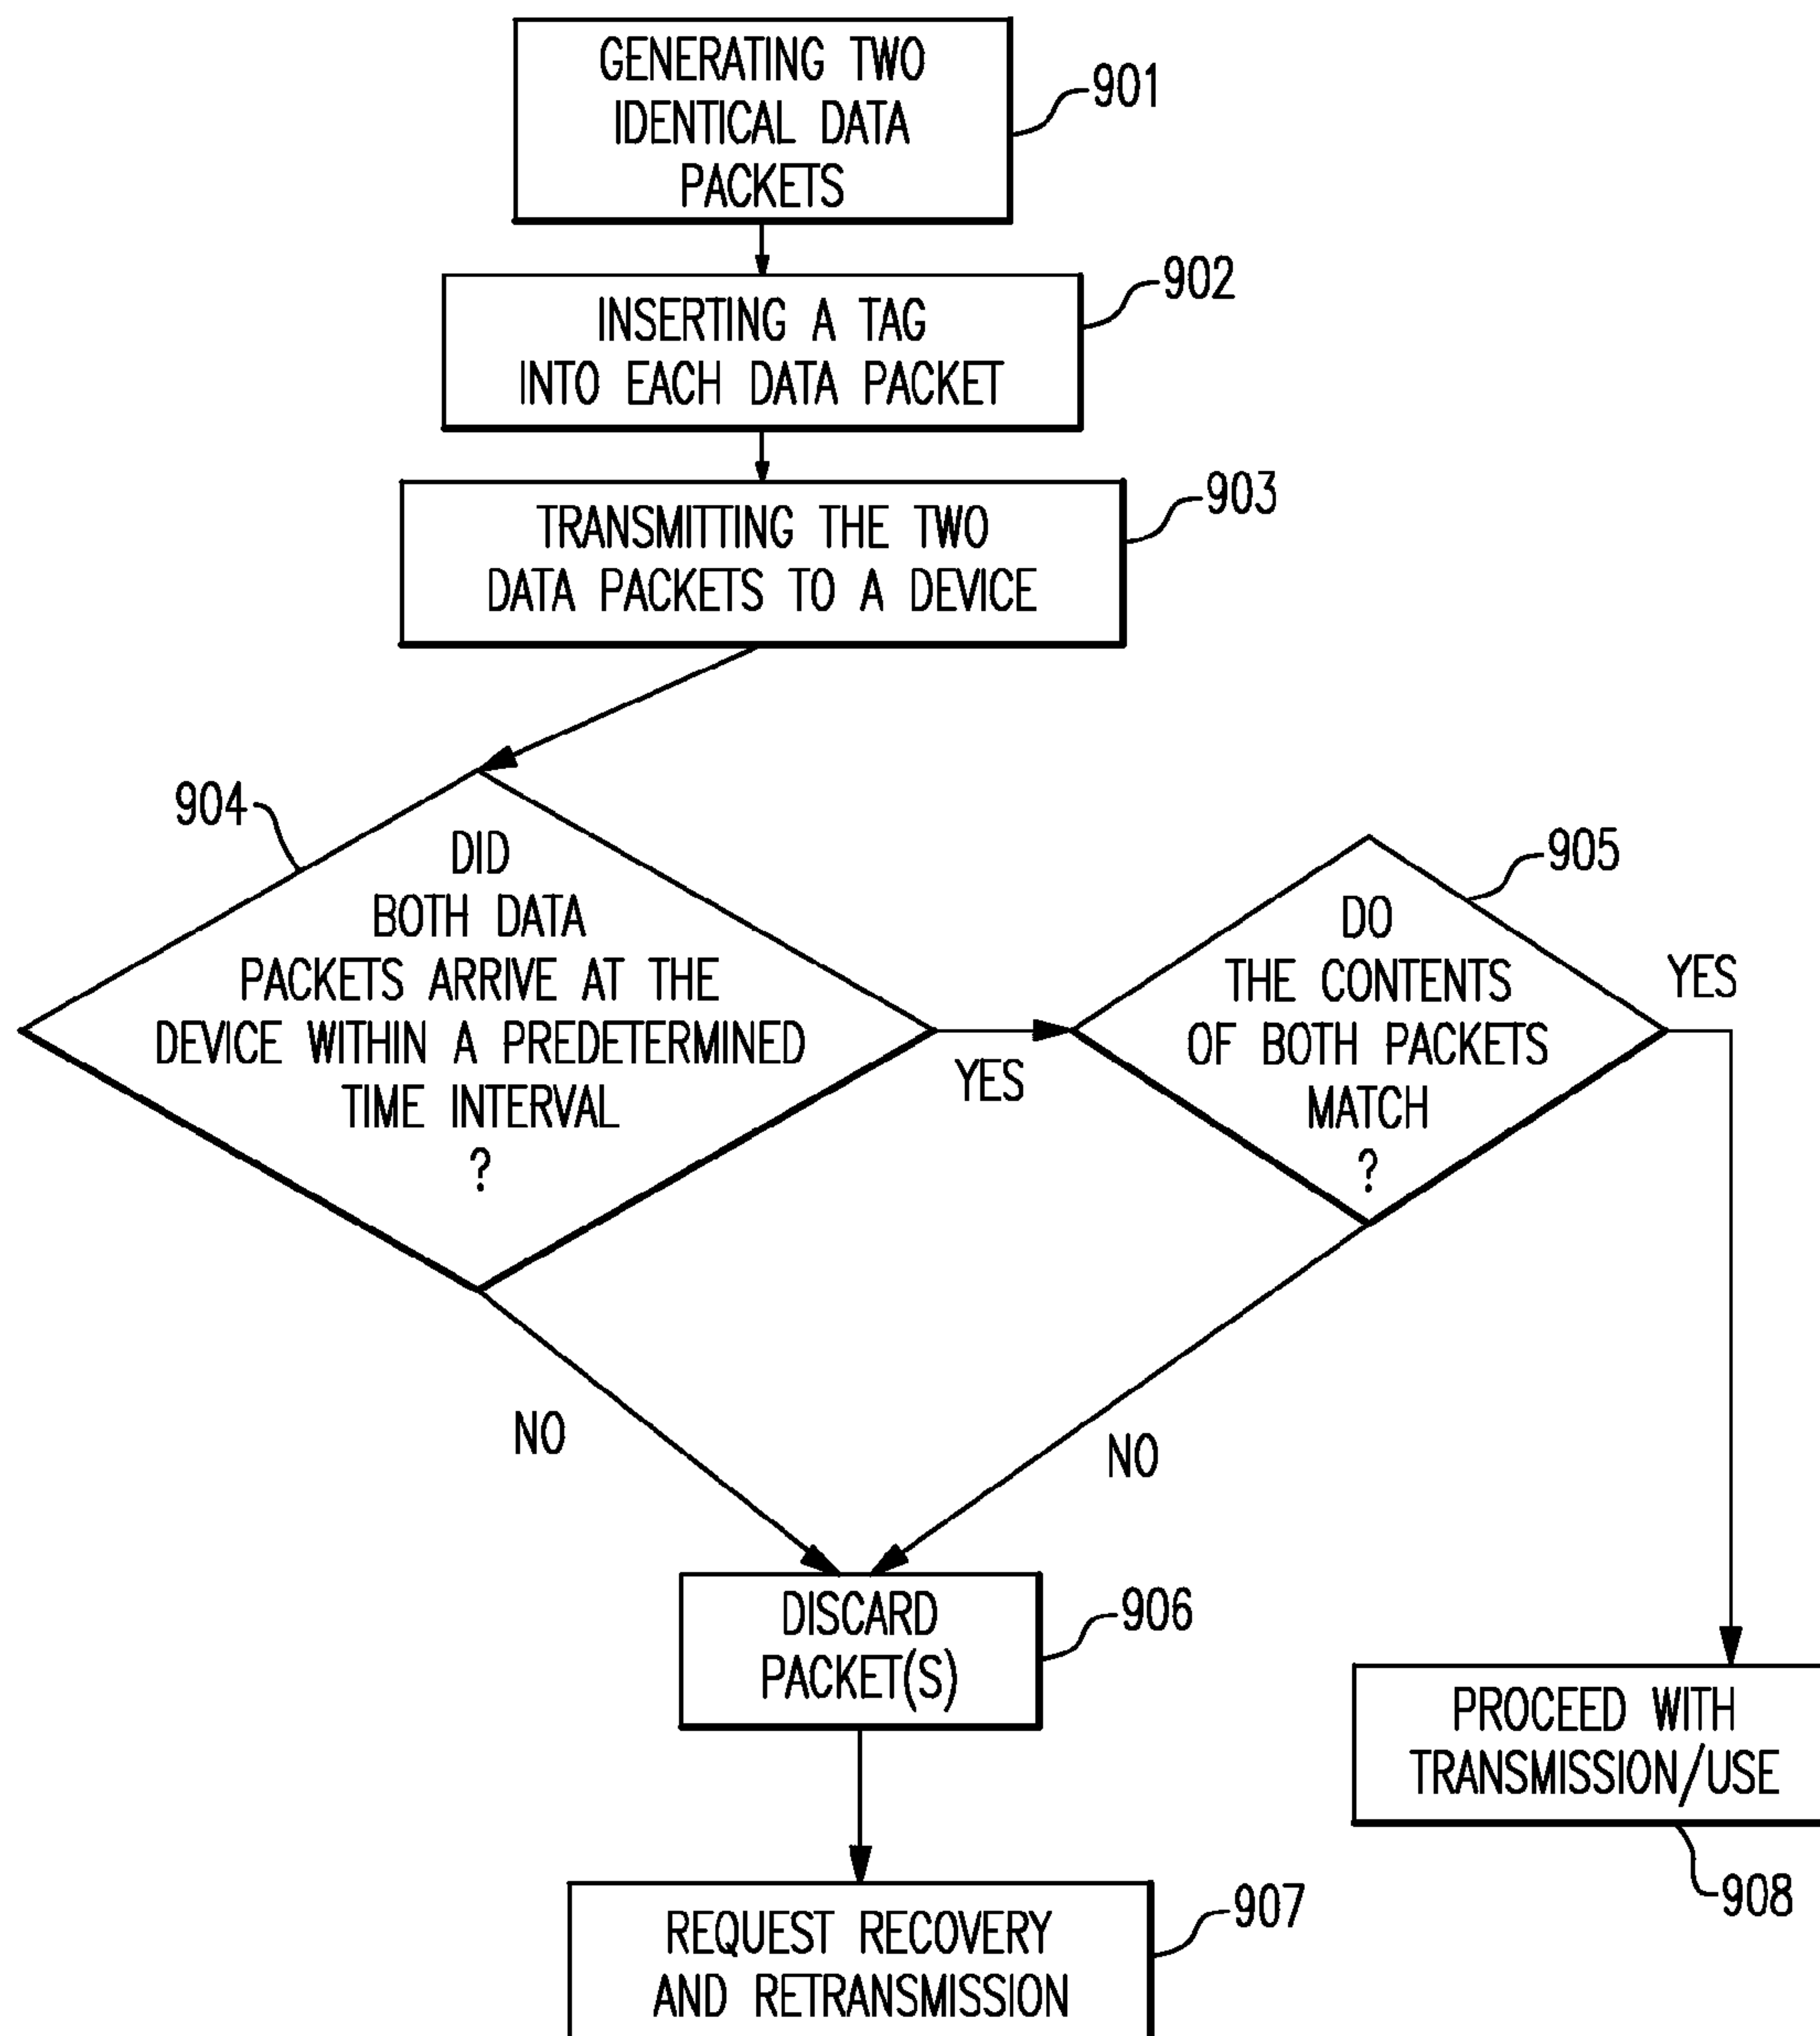 GENERATING TWO
IDENTICAL DATA
PACKETS
901
INSERTING A TAG
INTO EACH DATA PACKET
902
TRANSMITTING THE TWO
DATA PACKETS TO A DEVICE
903
904
DID
BOTH DATA
PACKETS ARRIVE AT THE
DEVICE WITHIN A PREDETERMINED
TIME INTERVAL
?
YES
905
DO
THE CONTENTS
OF BOTH PACKETS
MATCH
?
YES
NO
NO
DISCARD
PACKET(S)
906
PROCEED WITH
TRANSMISSION/USE
908
REQUEST RECOVERY
AND RETRANSMISSION
907